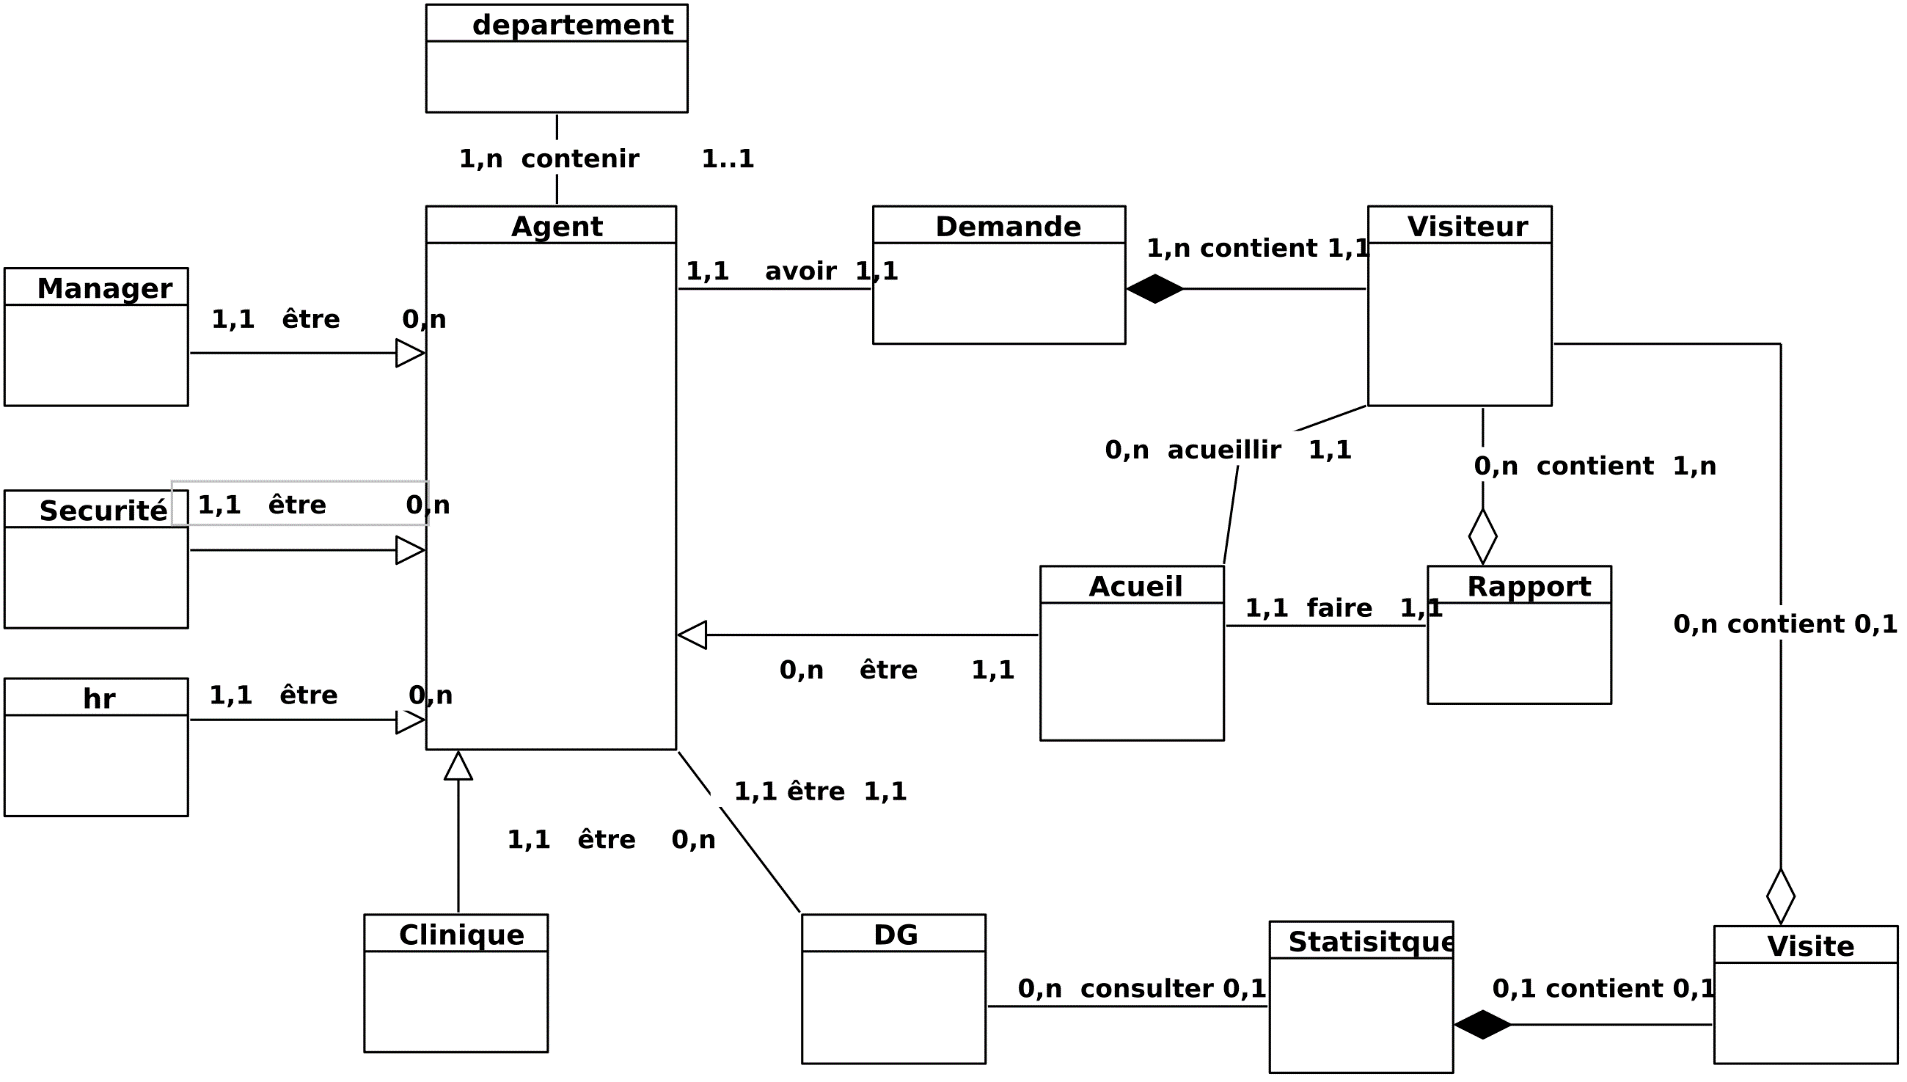 departement
1,n contenir 1..1
Agent
Demande
Visiteur
1,n contient 1,1
1,1 avoir 1,1
Manager
1,1 être 0,n
0,n acueillir 1,1
0,n contient 1,n
Securité
1,1 être 0,n
Acueil
Rapport
1,1 faire 1,1
0,n contient 0,1
0,n être 1,1
hr
1,1 être 0,n
1,1 être 1,1
1,1 être 0,n
Clinique
DG
Statisitque
Visite
0,n consulter 0,1
0,1 contient 0,1